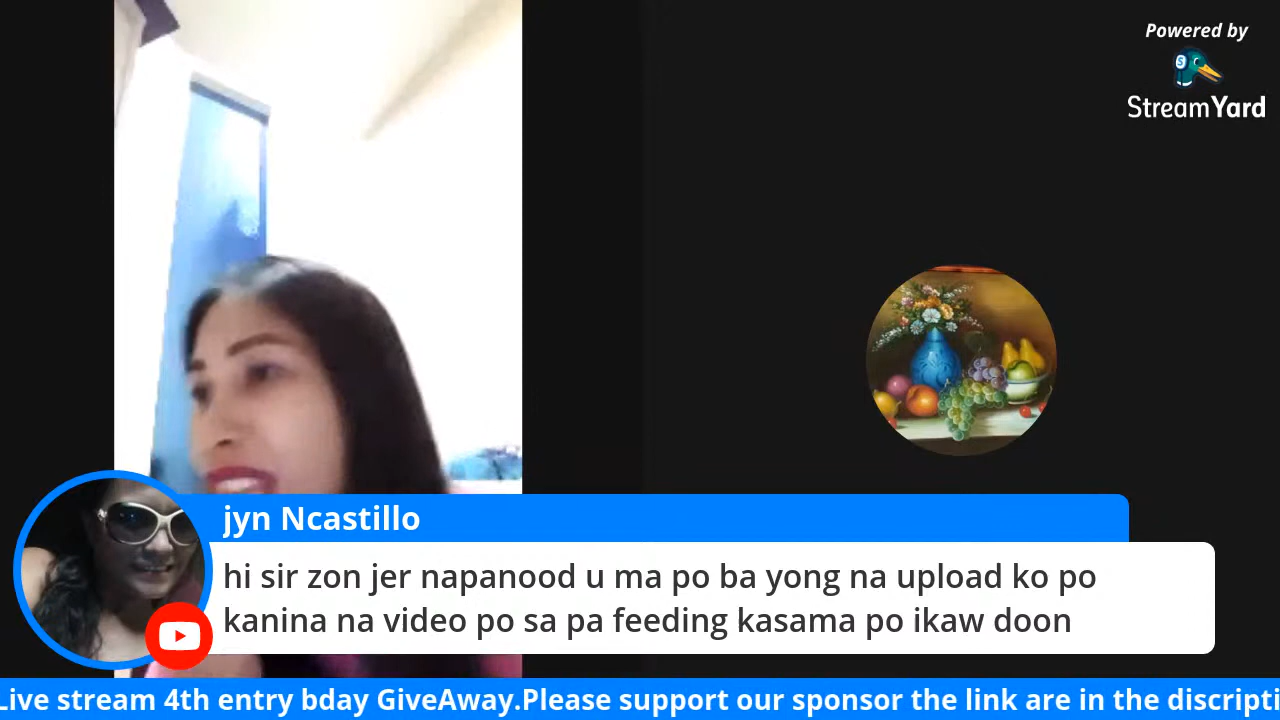 Powered by
StreamYard
jyn Ncastillo
hi sir zon jer napanood u ma po ba yong na upload ko po
kanina na video po sa pa feeding kasama po ikaw doon
Live stream 4th entry bday GiveAway.Please support our sponsor the link are in the discripti